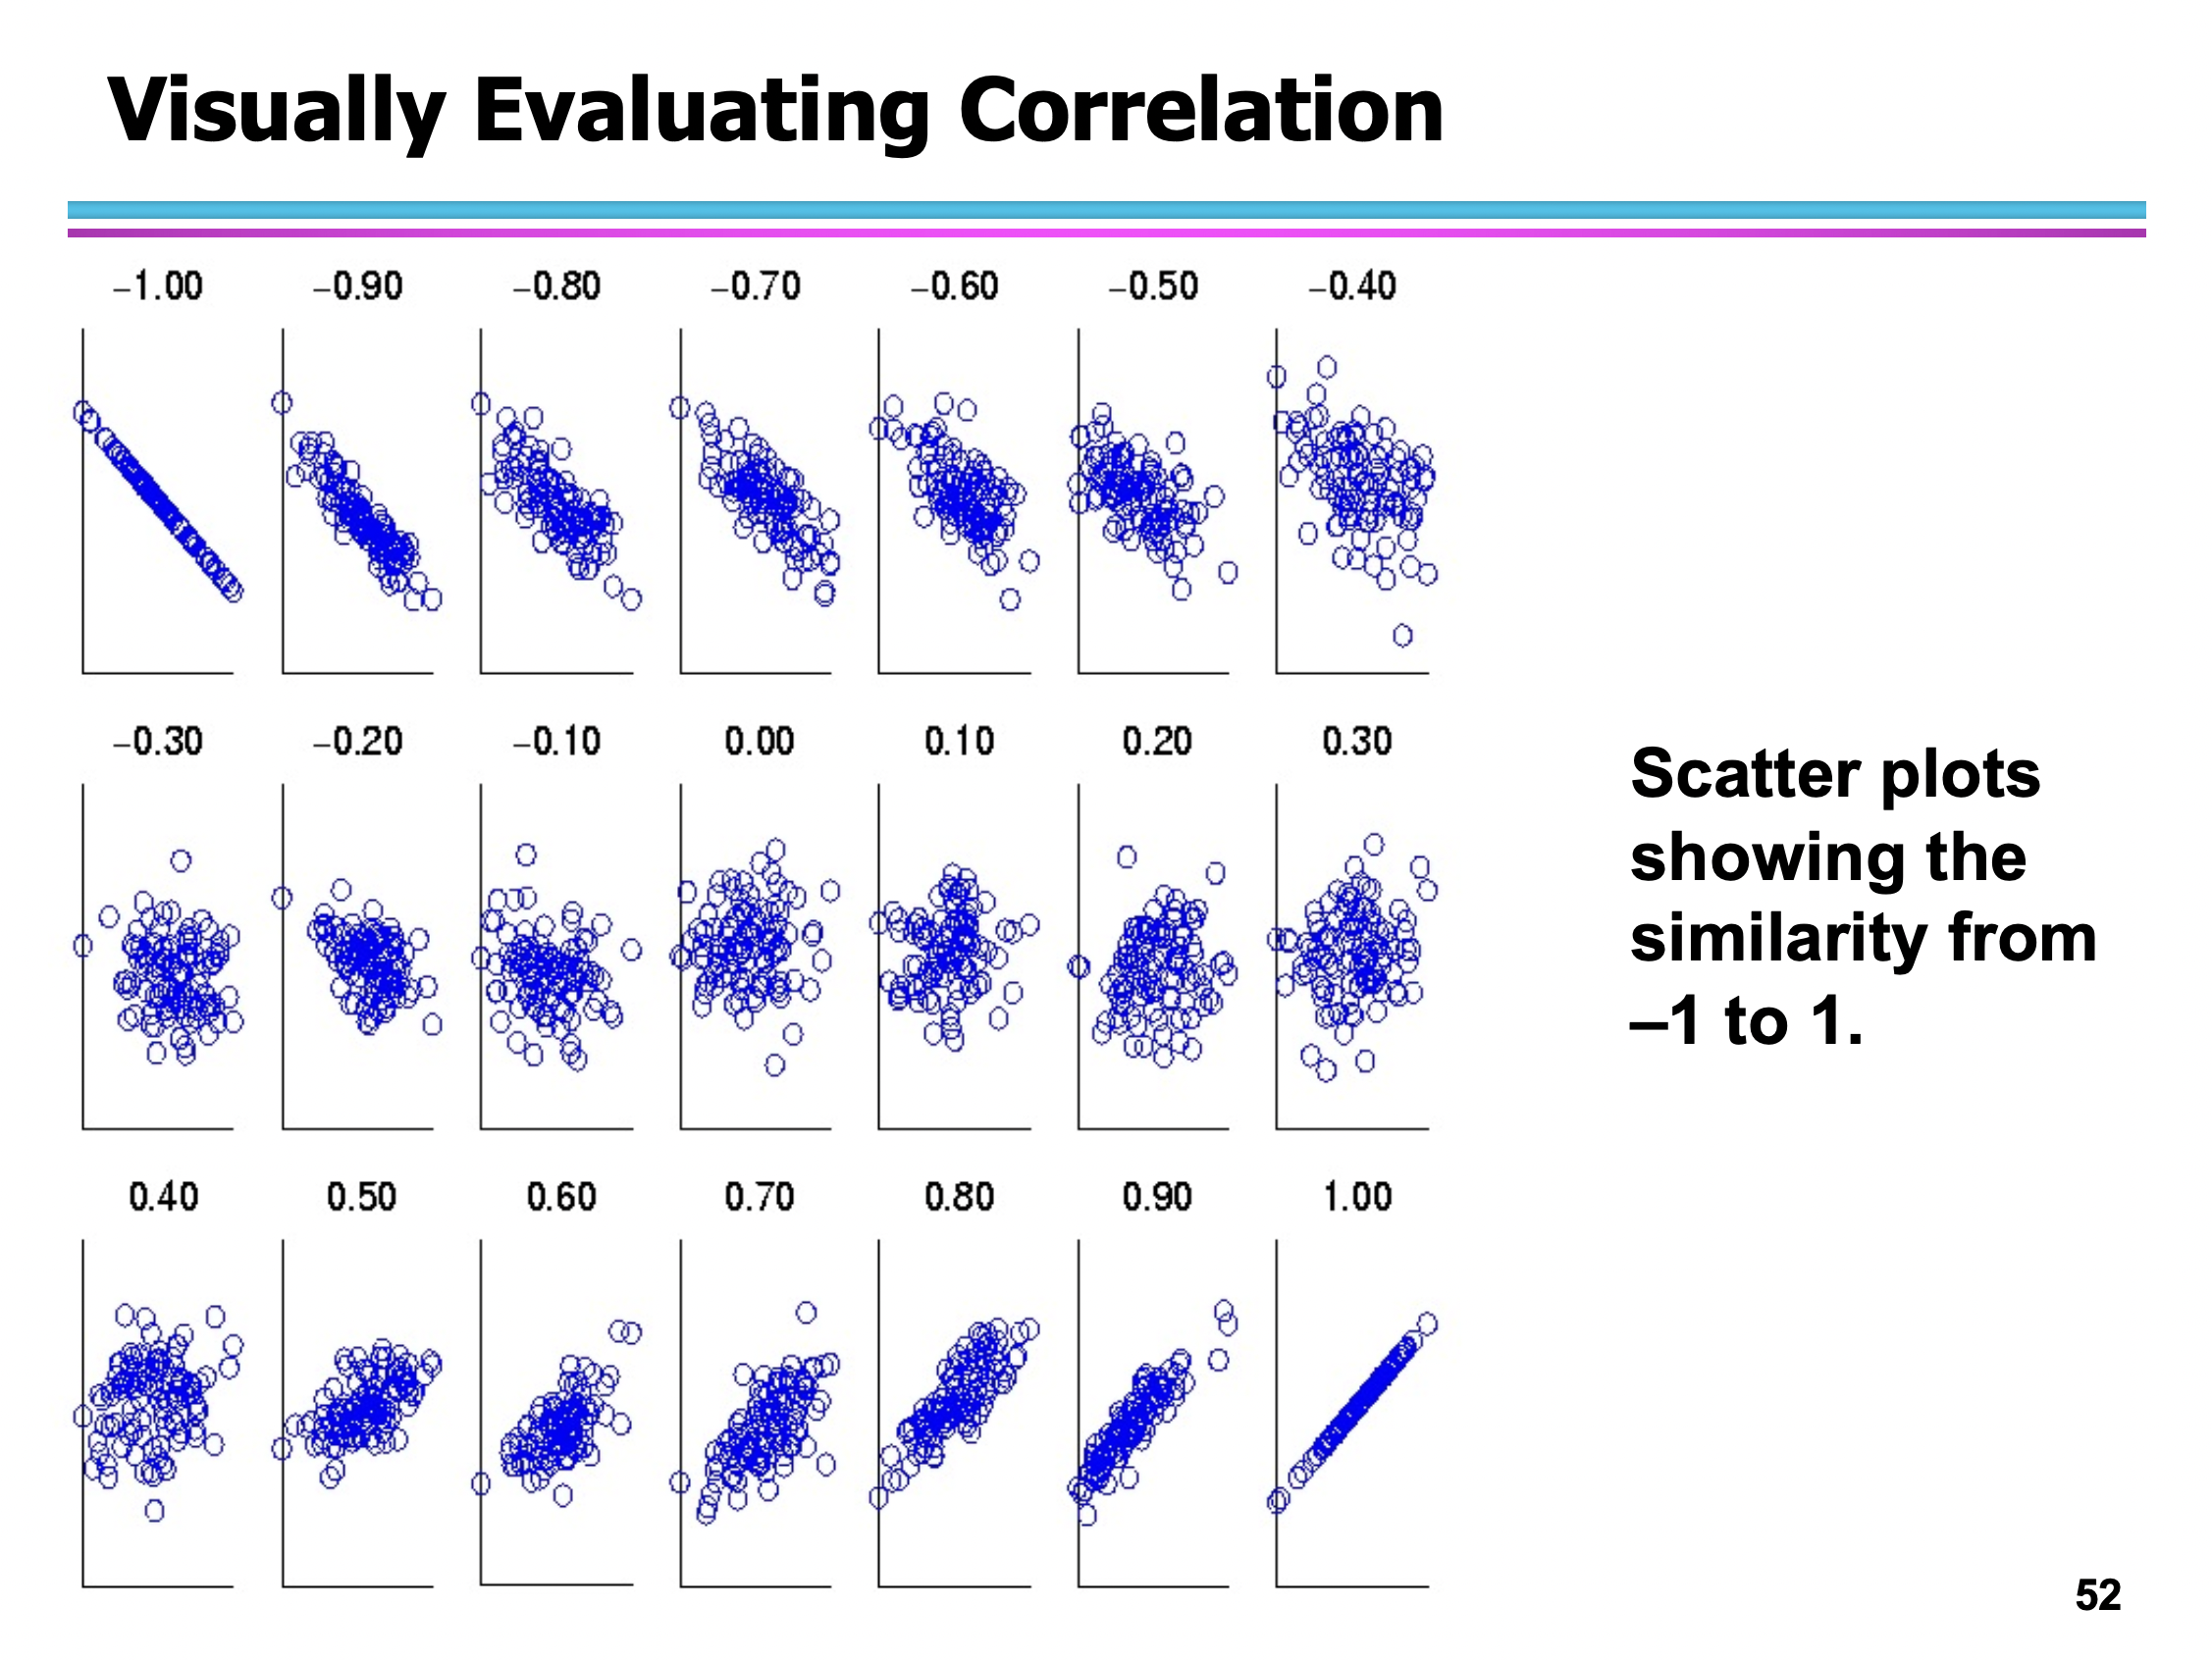 Visually Evaluating Correlation
–1.00 –0.90 –0.80 –0.70 –0.60 –0.50 –0.40
–0.30 –0.20 –0.10 0.00 0.10 0.20 0.30
Scatter plots
showing the
similarity from
–1 to 1.
0.40 0.50 0.60 0.70 0.80 0.90 1.00
52